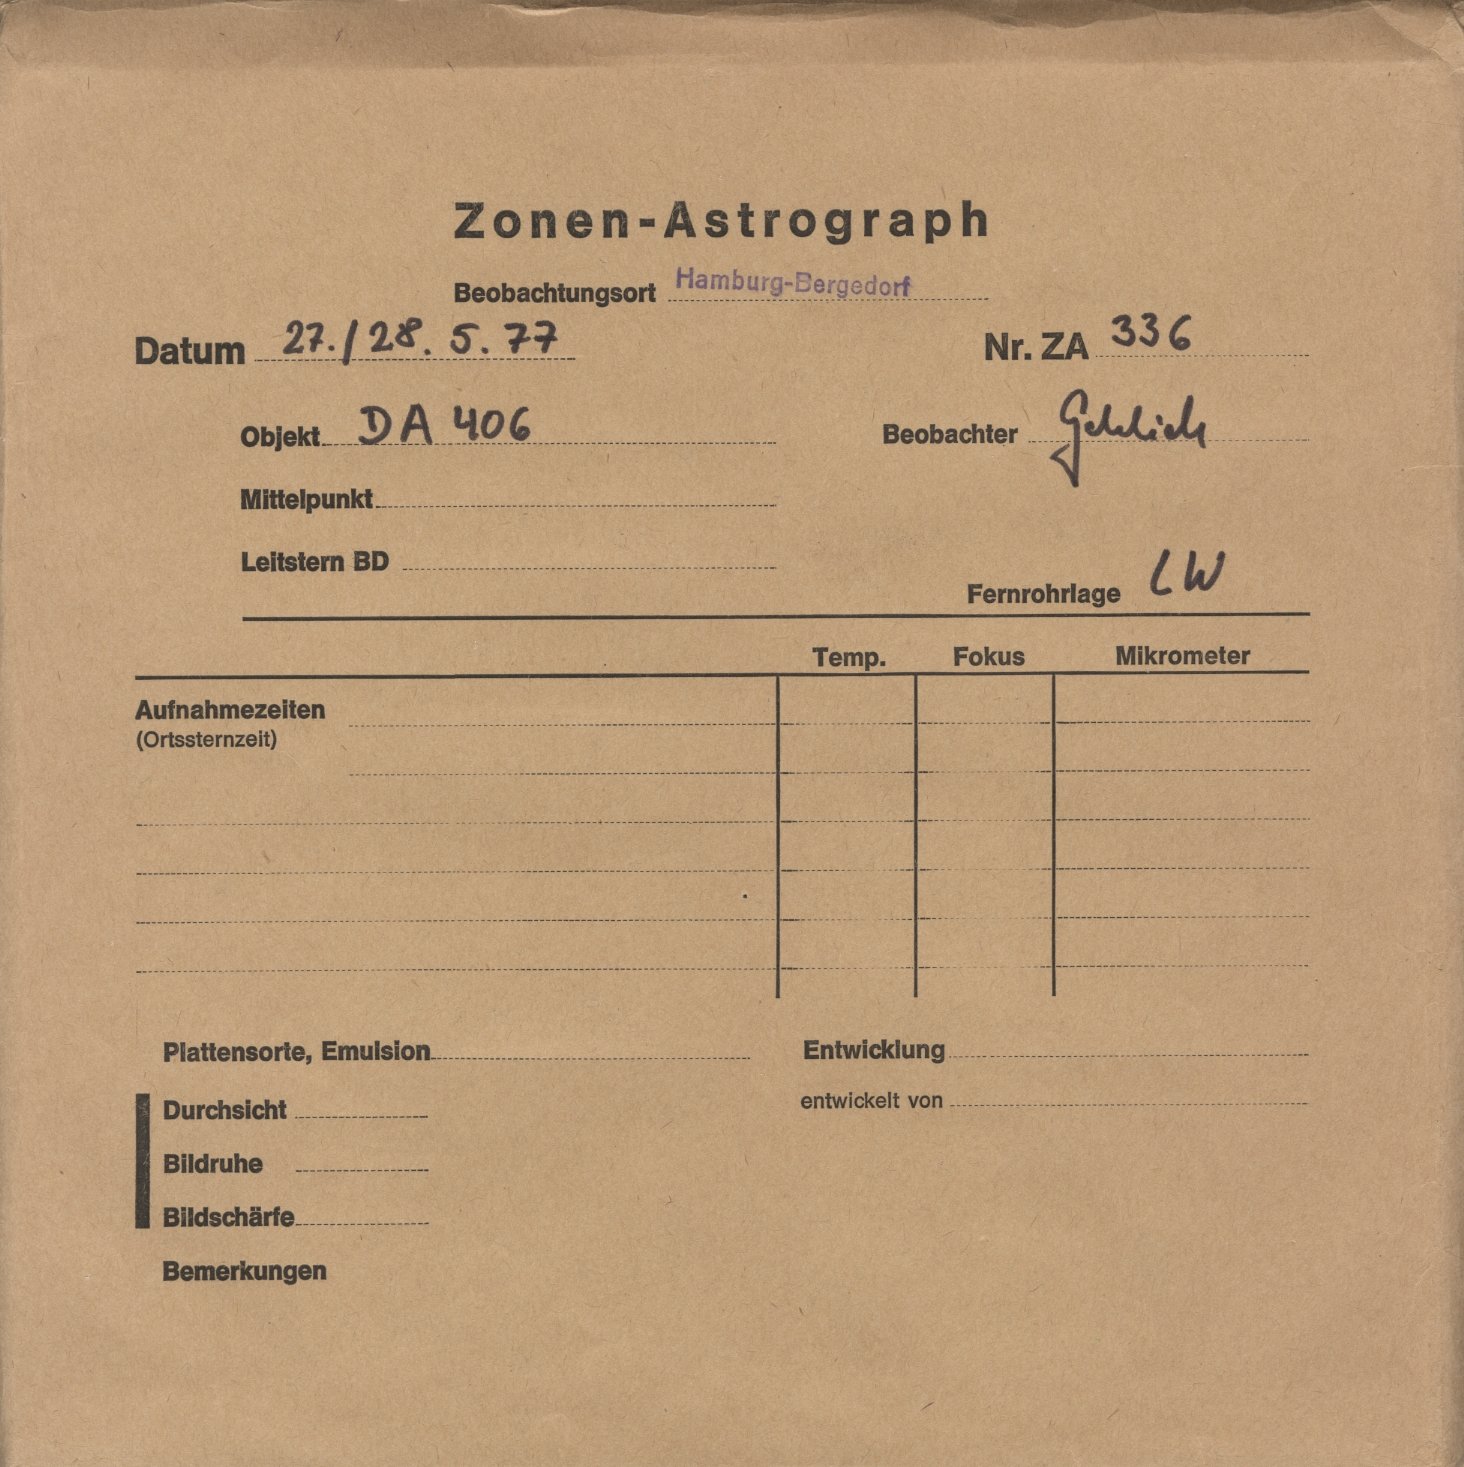 Zonen-Astrograph
Beobachtungsort Hamburg-Bergedorf
Datum 27./28. 5. 77 Nr. ZA 336
Objekt DA 406 Beobachter
Mittelpunkt
Leitstern BD
Fernrohrlage LW
Temp. Fokus Mikrometer
Aufnahmezeiten
(Ortssternzeit)
Plattensorte, Emulsion Entwicklung
Durchsicht entwickelt von
Bildruhe
Bildschärfe
Bemerkungen